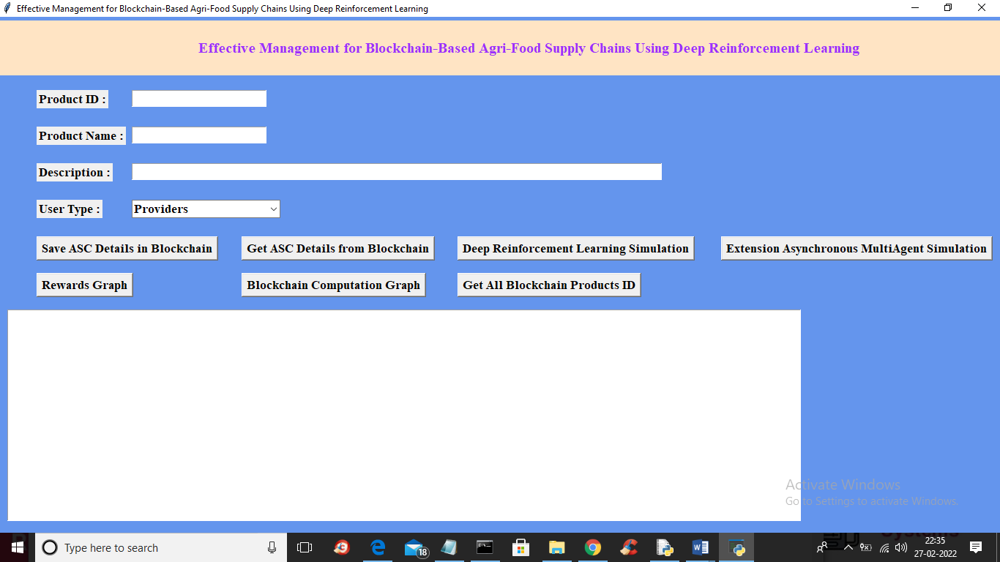 Effective Management for Blockchain-Based Agri-Food Supply Chains Using Deep Reinforcement Learning
Effective Management for Blockchain-Based Agri-Food Supply Chains Using Deep Reinforcement Learning
Product ID :
Product Name :
Description :
User Type : Providers
Save ASC Details in Blockchain Get ASC Details from Blockchain Deep Reinforcement Learning Simulation Extension Asynchronous MultiAgent Simulation
Rewards Graph Blockchain Computation Graph Get All Blockchain Products ID
Activate Windows
Go to Settings to activate Windows.
Type here to search 18 22:35
27-02-2022